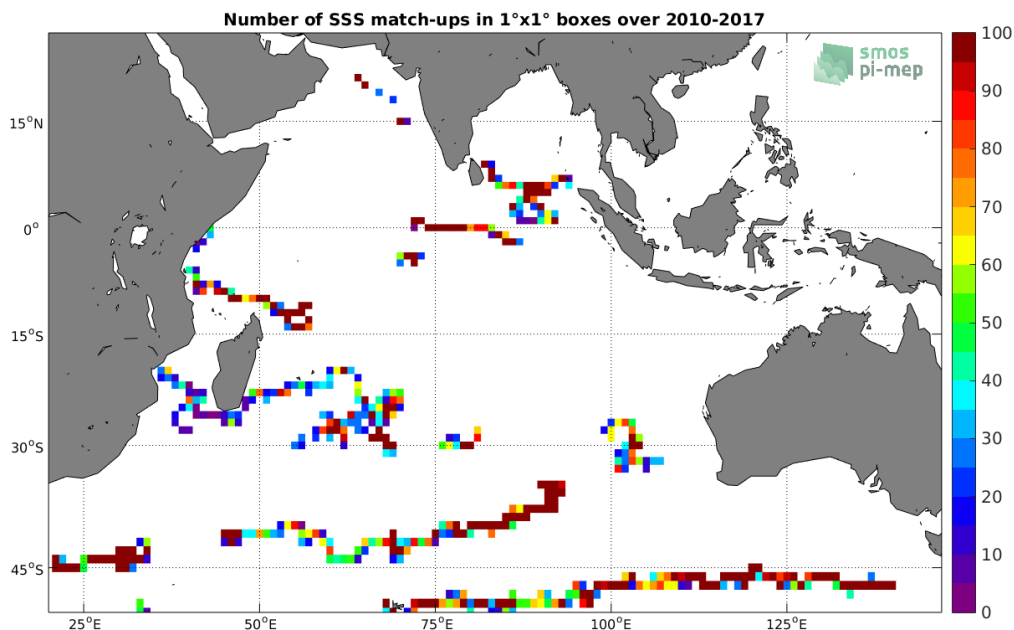 Number of SSS match-ups in 1°x1° boxes over 2010-2017
smos
pi-mep
15°N
0°
15°S
30°S
45°S
25°E
50°E
75°E
100°E
125°E
100
90
80
70
60
50
40
30
20
10
0